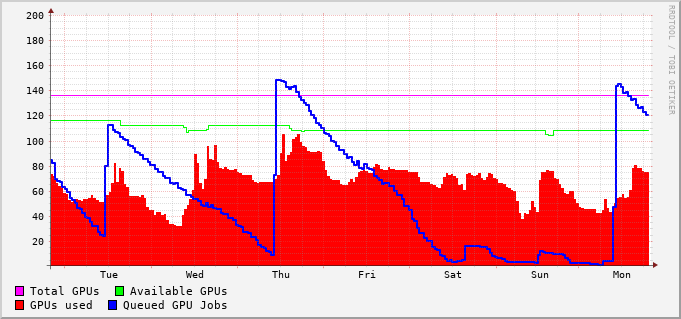 200
180
160
140
120
100
80
60
40
20
Tue Wed Thu Fri Sat Sun Mon
Total GPUs Available GPUs
GPUs used Queued GPU Jobs
RRDTOOL / TOBI OETIKER